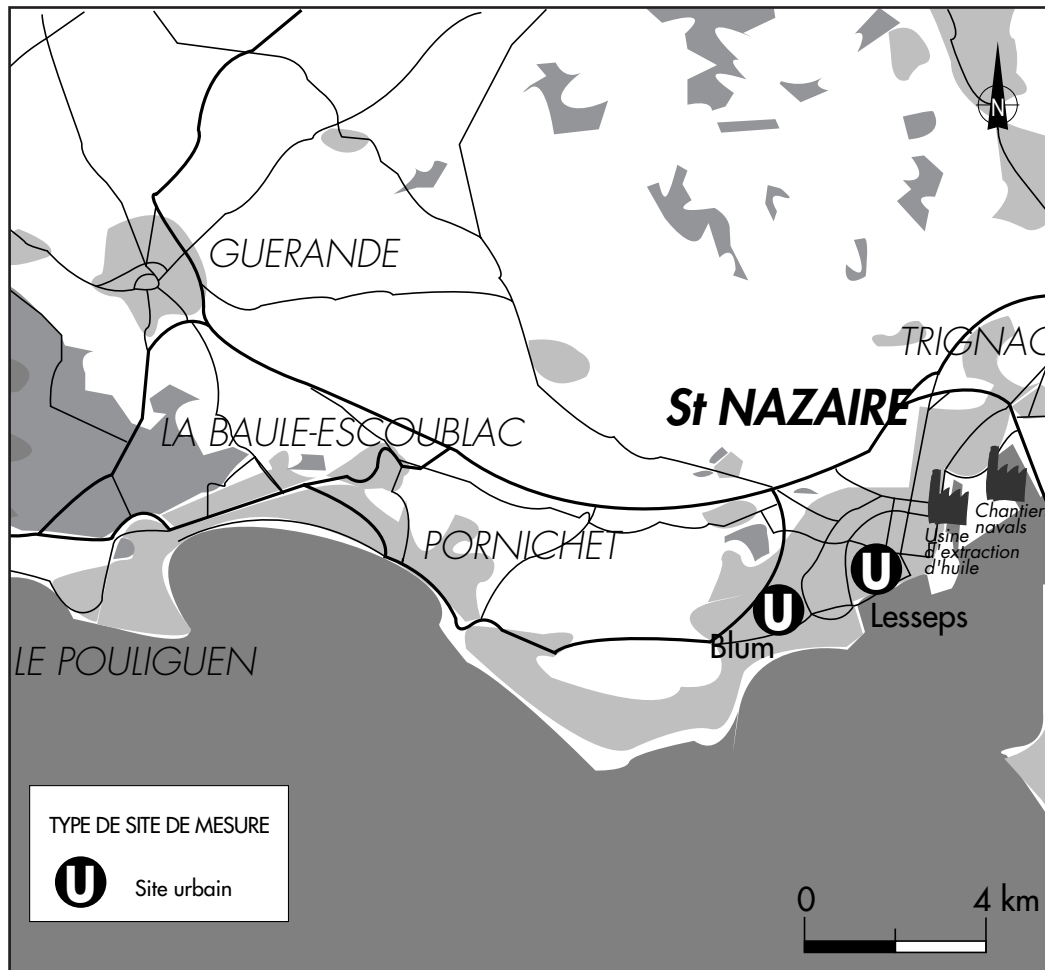 N
GUERANDE
TRIGNAC
St NAZAIRE
LA BAULE-ESCOUBLAC
Chantier
navals
PORNICHET
Usine
d'extraction
d'huile
U
U
Lesseps
Blum
LE POULIGUEN
TYPE DE SITE DE MESURE
U
Site urbain
0
4 km